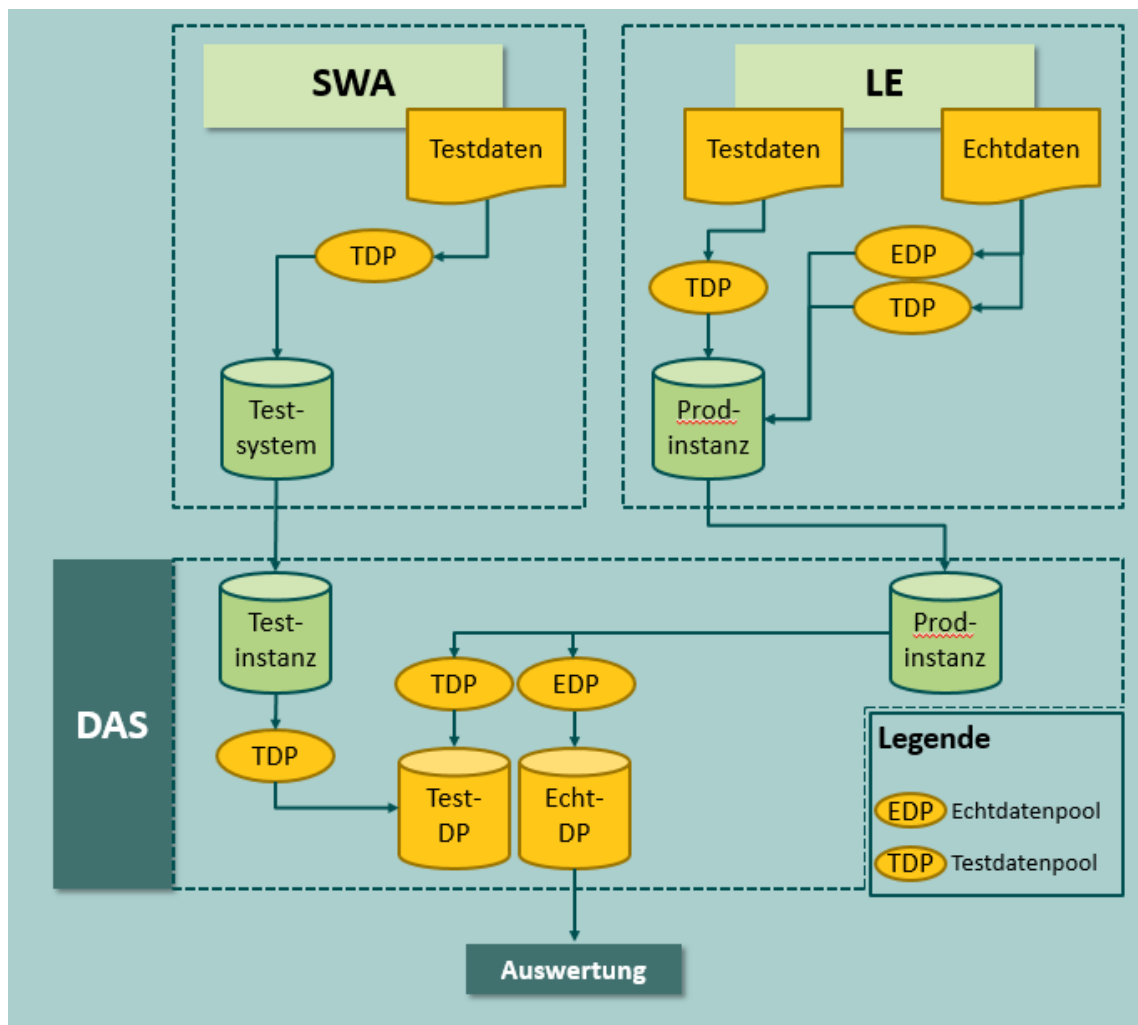 SWA
LE
Testdaten
Testdaten
Echtdaten
TDP
EDP
TDP
TDP
Test-
system
Prod-
instanz
DAS
Test-
instanz
Prod-
instanz
TDP
EDP
TDP
Test-
DP
Echt-
DP
Legende
EDP Echtdatenpool
TDP Testdatenpool
Auswertung